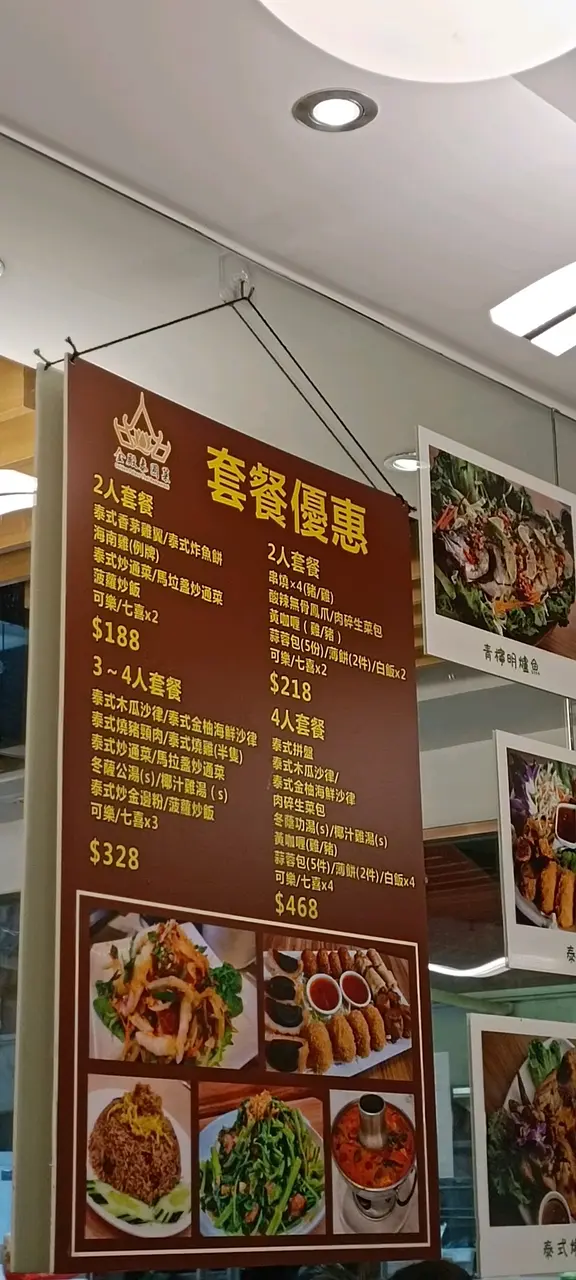 金殿泰國菜
套餐優惠
2人套餐
泰式香茅雞翼/泰式炸魚餅
海南雞(例牌)
泰式炒通菜/馬拉盞炒通菜
菠蘿炒飯
可樂/七喜x2
$188
3~4人套餐
泰式木瓜沙律/泰式金柚海鮮沙律
泰式燒豬頸肉/泰式燒雞(半隻)
泰式炒通菜/馬拉盞炒通菜
冬薩公湯(s)/椰汁雞湯(s)
泰式炒金邊粉/菠蘿炒飯
可樂/七喜x3
$328
2人套餐
串燒×4(豬/雞)
酸辣無骨鳳爪/肉碎生菜包
黃咖喱(雞/豬)
蒜蓉包(5份)/薄餅(2件)/白飯x2
可樂/七喜x2
$218
4人套餐
泰式拼盤
泰式木瓜沙律/
泰式金柚海鮮沙律
肉碎生菜包
冬薩功湯(s)/椰汁雞湯(s)
黃咖喱(雞/豬)
蒜蓉包(5件)/薄餅(2件)/白飯x4
可樂/七喜x4
$468
青檸明爐魚
泰
泰式